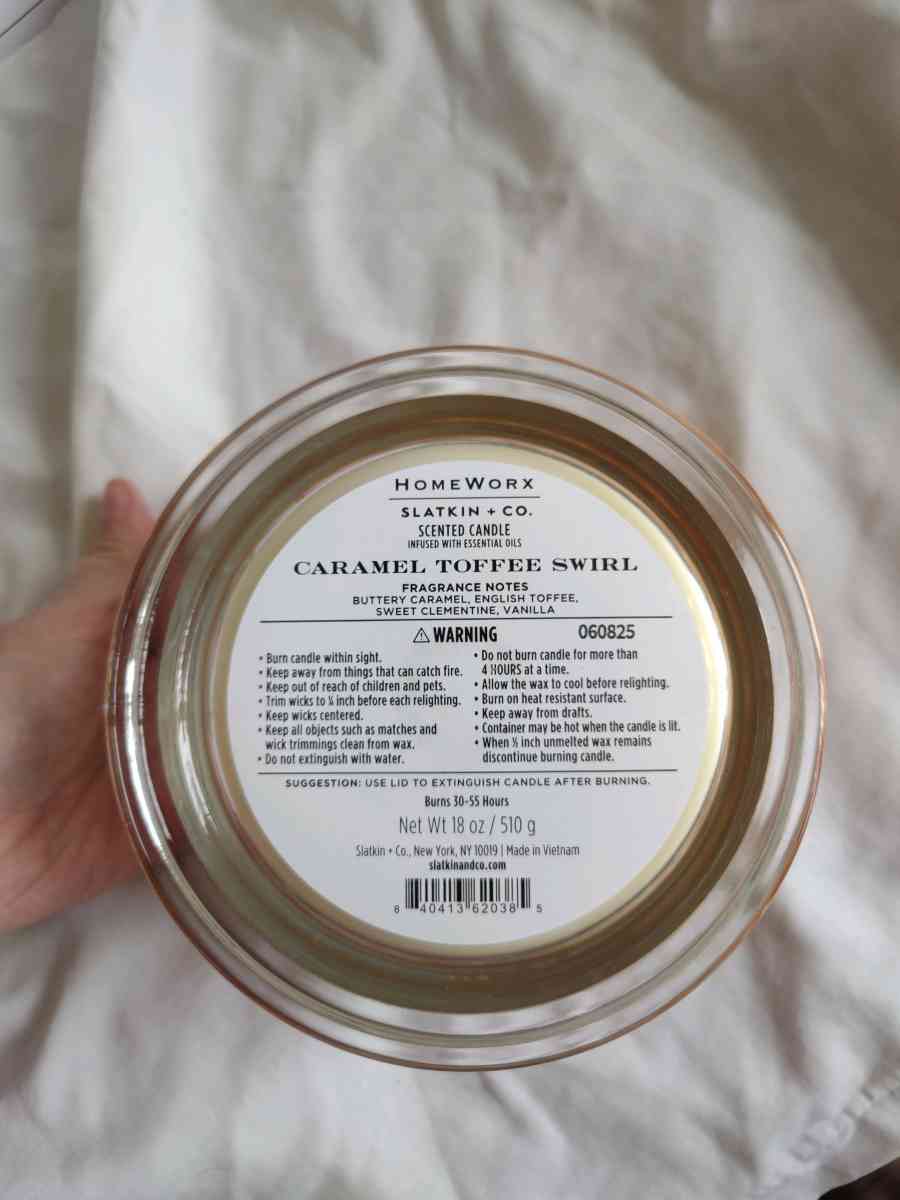 HOMEWORX
SLATKIN + CO.
SCENTED CANDLE
INFUSED WITH ESSENTIAL OILS
CARAMEL TOFFEE SWIRL
FRAGRANCE NOTES
BUTTERY CARAMEL, ENGLISH TOFFEE,
SWEET CLEMENTINE, VANILLA
⚠ WARNING
060825
• Burn candle within sight.
• Keep away from things that can catch fire.
• Keep out of reach of children and pets.
• Trim wicks to ¼ inch before each relighting.
• Keep wicks centered.
• Keep all objects such as matches and
wick trimmings clean from wax.
• Do not extinguish with water.
• Do not burn candle for more than
4 HOURS at a time.
• Allow the wax to cool before relighting.
• Burn on heat resistant surface.
• Keep away from drafts.
• Container may be hot when the candle is lit.
• When ½ inch unmelted wax remains
discontinue burning candle.
SUGGESTION: USE LID TO EXTINGUISH CANDLE AFTER BURNING.
Burns 30-55 Hours
Net Wt 18 oz / 510 g
Slatkin + Co., New York, NY 10019 | Made in Vietnam
slatkinandco.com
6 40413 62038 5